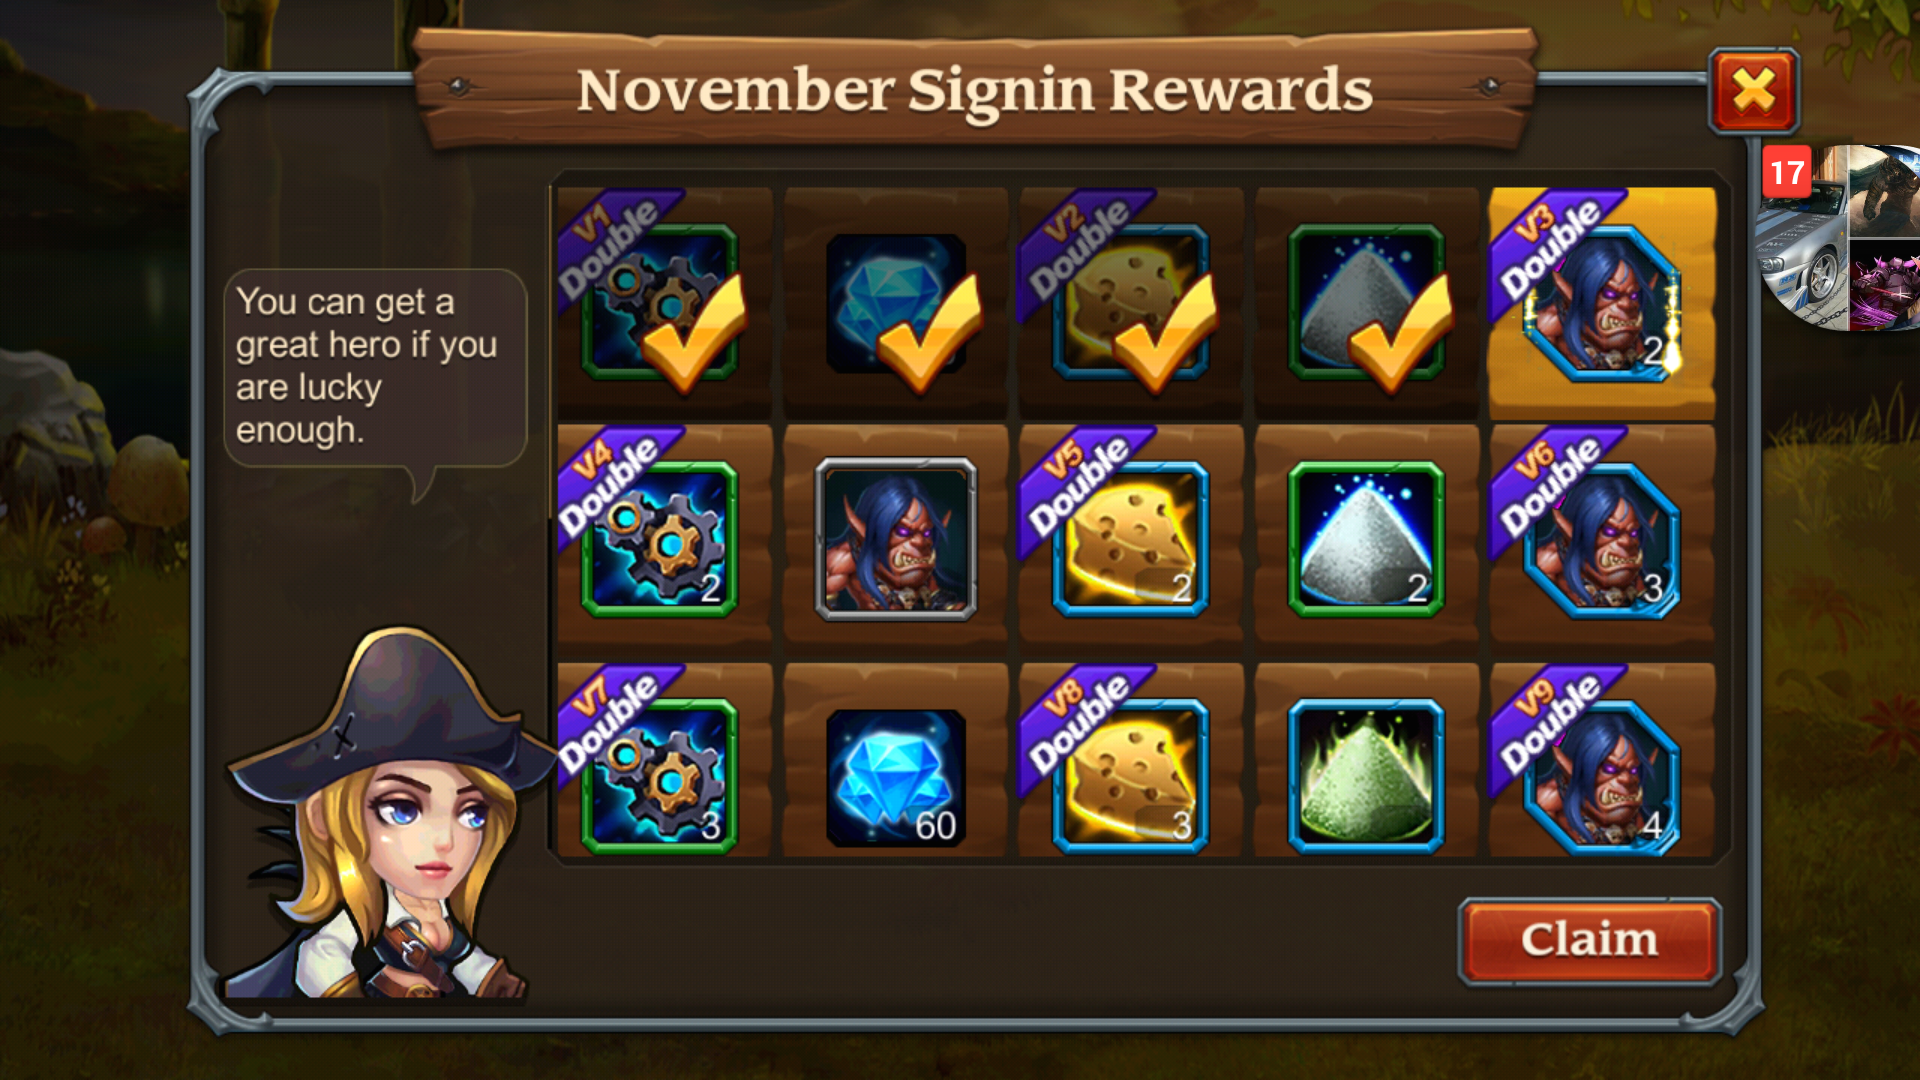 November Signin Rewards
17
You can get a
great hero if you
are lucky
enough.
V1
Double
V2
Double
V3
Double
2
V4
Double
2
V5
Double
2
2
V6
Double
3
V7
Double
3
60
V8
Double
3
V9
Double
4
Claim